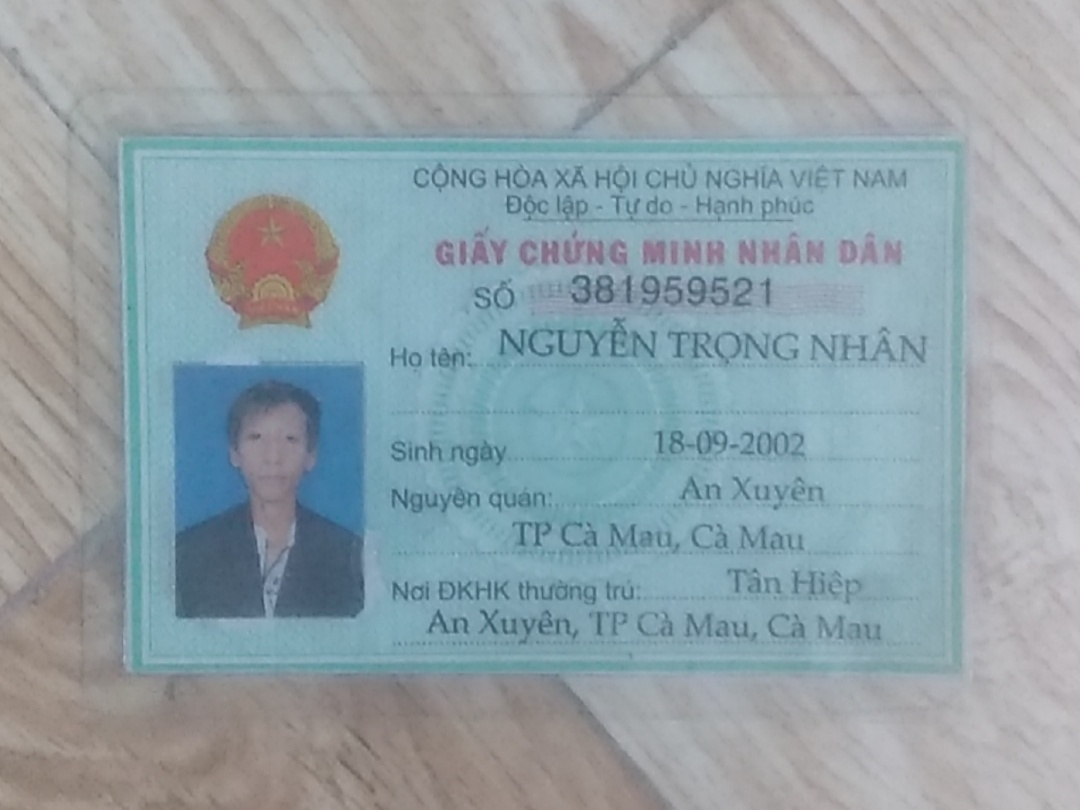 CỘNG HÒA XÃ HỘI CHỦ NGHĨA VIỆT NAM
Độc lập - Tự do - Hạnh phúc
GIẤY CHỨNG MINH NHÂN DÂN
SỐ 381959521
Họ tên: NGUYỄN TRỌNG NHÂN
Sinh ngày 18-09-2002
Nguyên quán: An Xuyên
TP Cà Mau, Cà Mau
Nơi ĐKHK thường trú: Tân Hiệp
An Xuyên, TP Cà Mau, Cà Mau